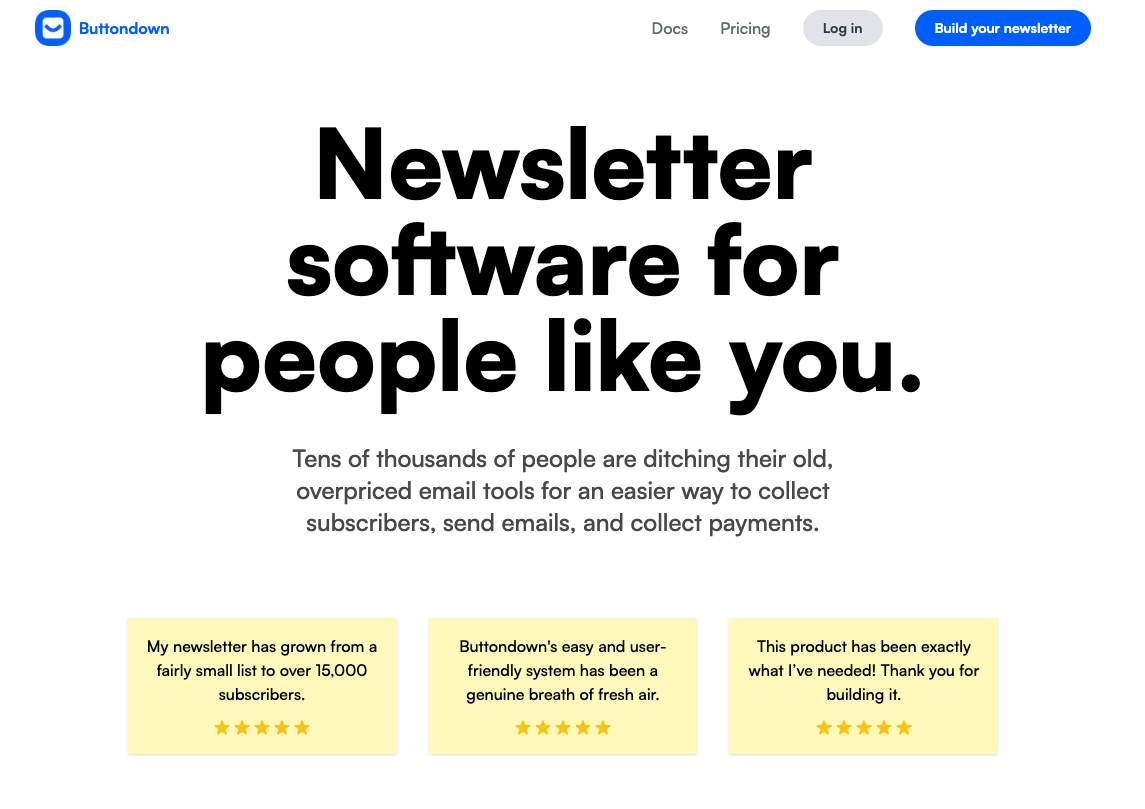 Buttondown
Docs
Pricing
Log in
Build your newsletter
Newsletter
software for
people like you.
Tens of thousands of people are ditching their old,
overpriced email tools for an easier way to collect
subscribers, send emails, and collect payments.
My newsletter has grown from a
fairly small list to over 15,000
subscribers.
Buttondown's easy and user-
friendly system has been a
genuine breath of fresh air.
This product has been exactly
what I’ve needed! Thank you for
building it.